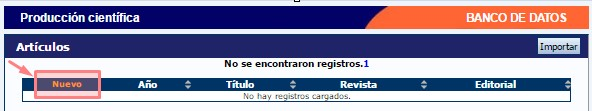 Producción científica BANCO DE DATOS
Artículos Importar
No se encontraron registros.1
Nuevo Año Título Revista Editorial
No hay registros cargados.